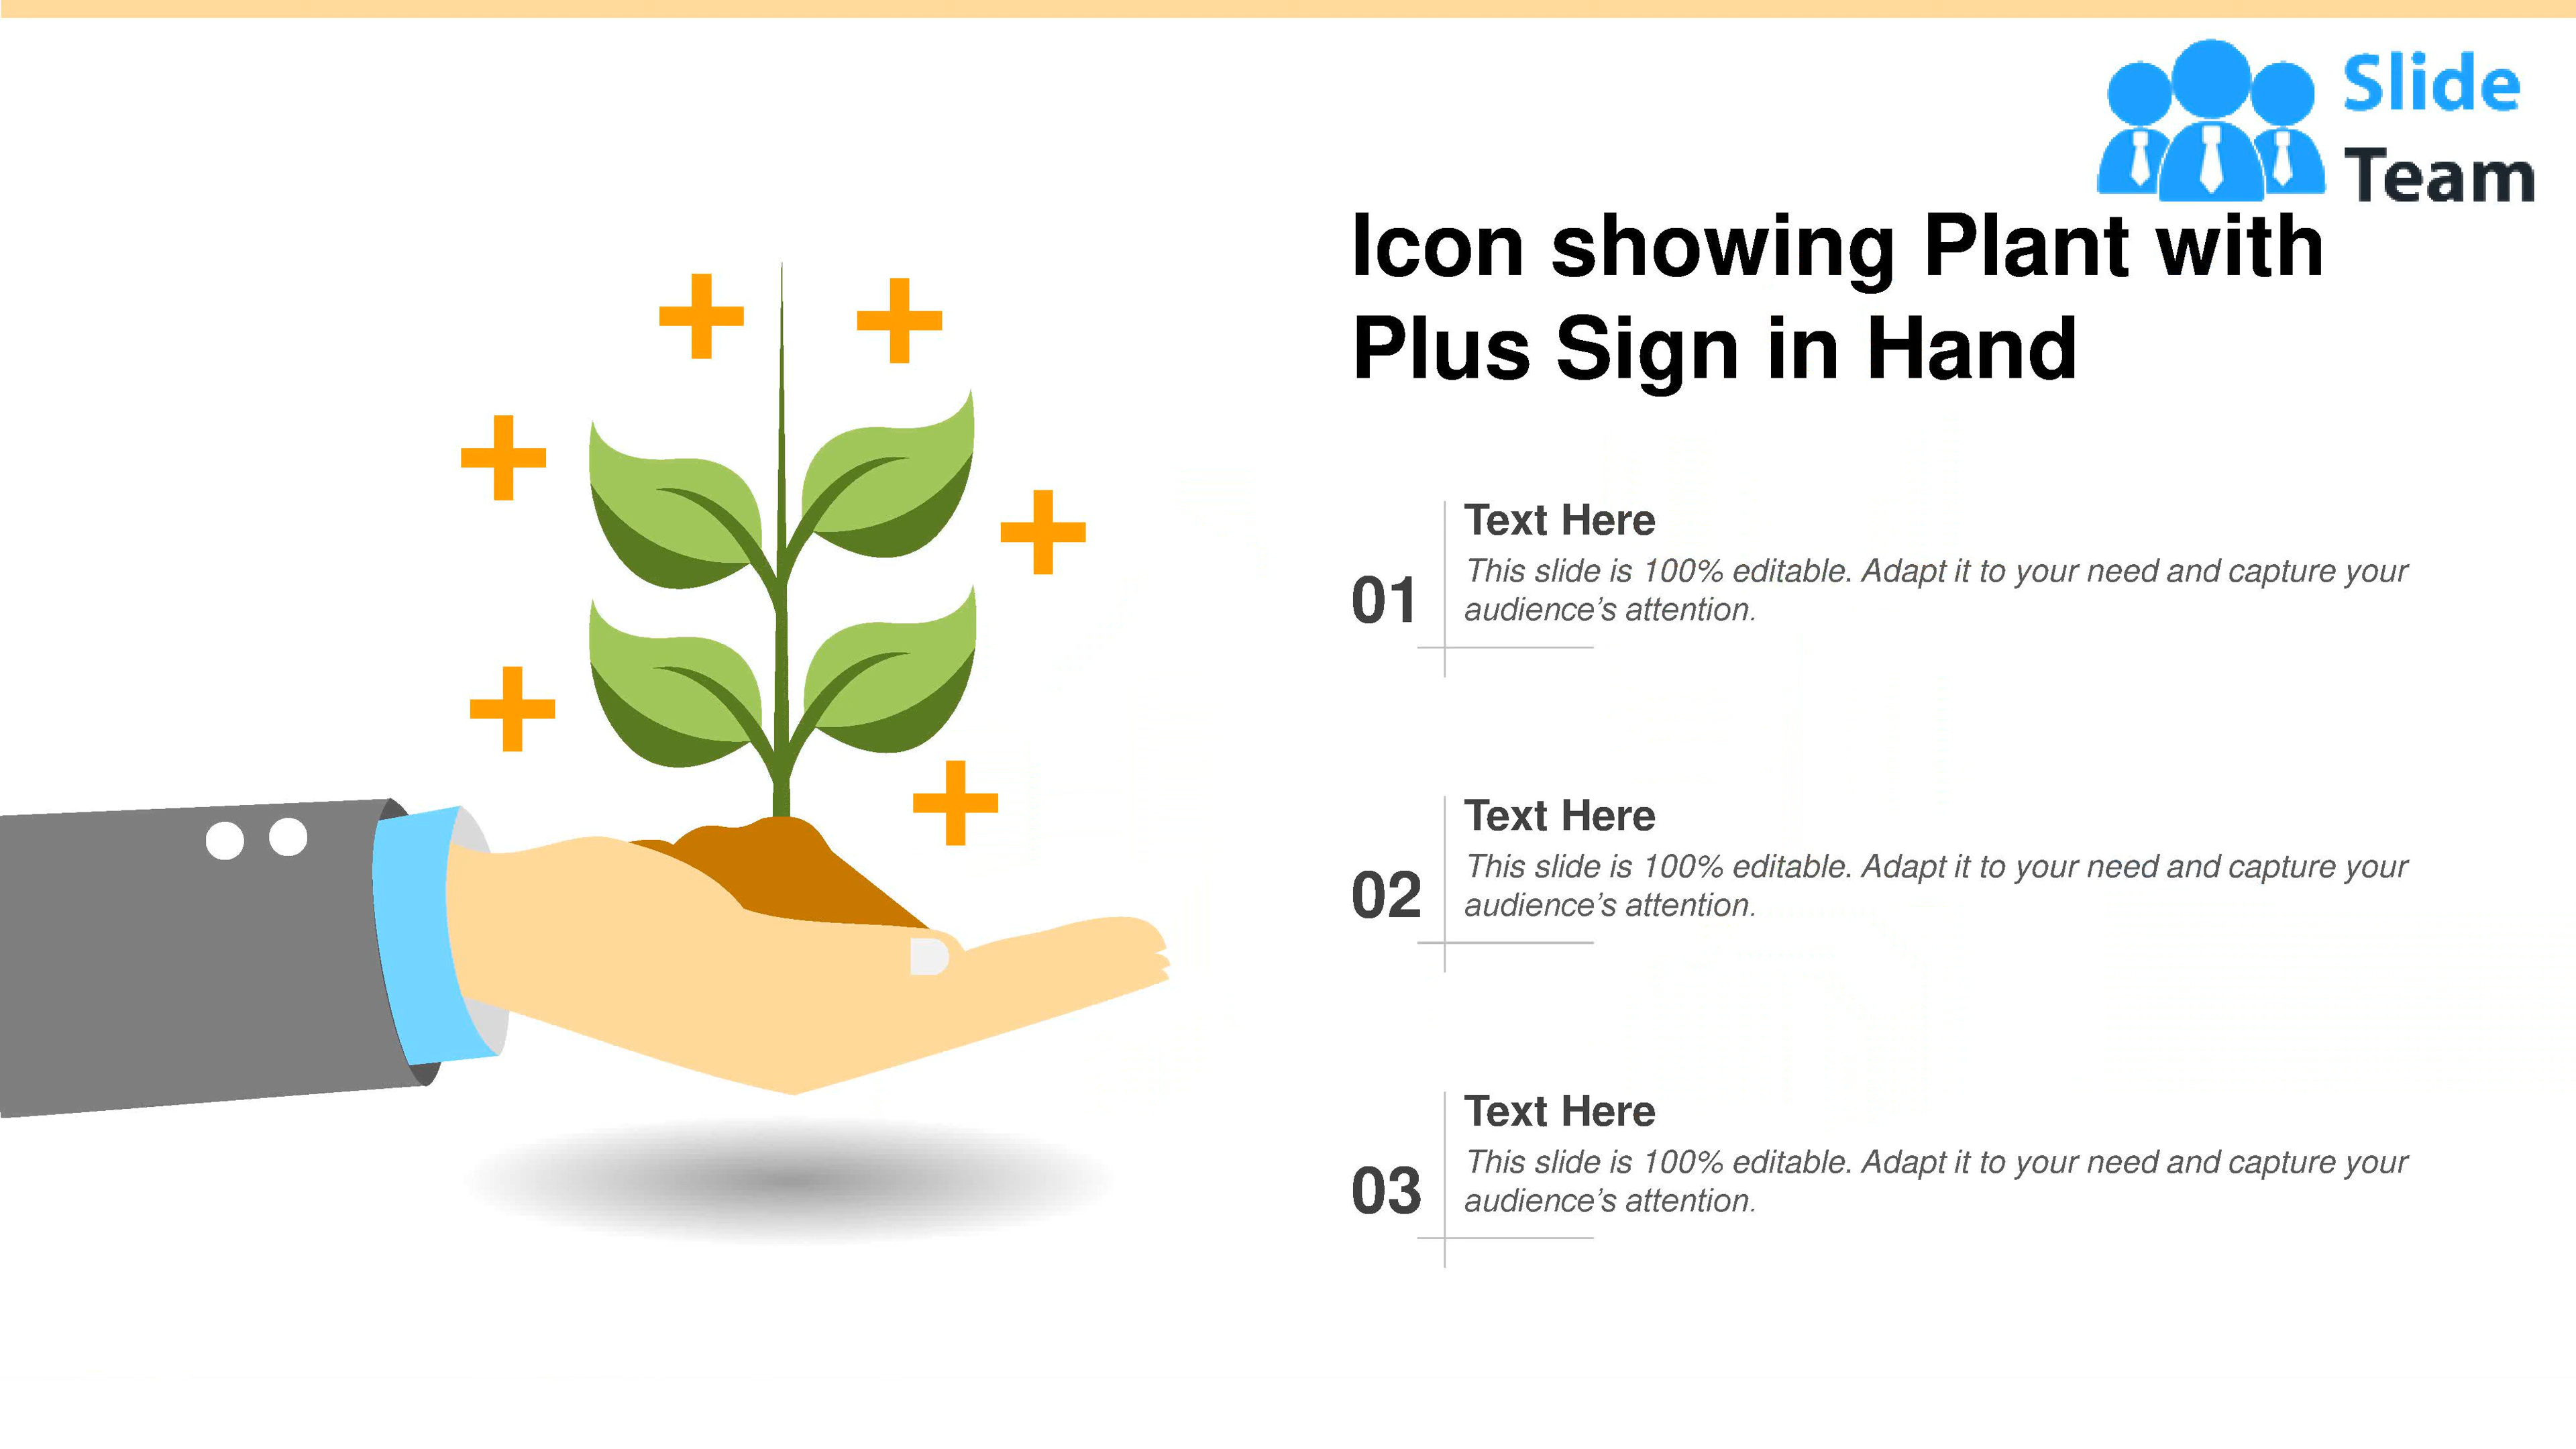 Slide
Team
Icon showing Plant with
Plus Sign in Hand
01
Text Here
This slide is 100% editable. Adapt it to your need and capture your
audience’s attention.
02
Text Here
This slide is 100% editable. Adapt it to your need and capture your
audience’s attention.
03
Text Here
This slide is 100% editable. Adapt it to your need and capture your
audience’s attention.